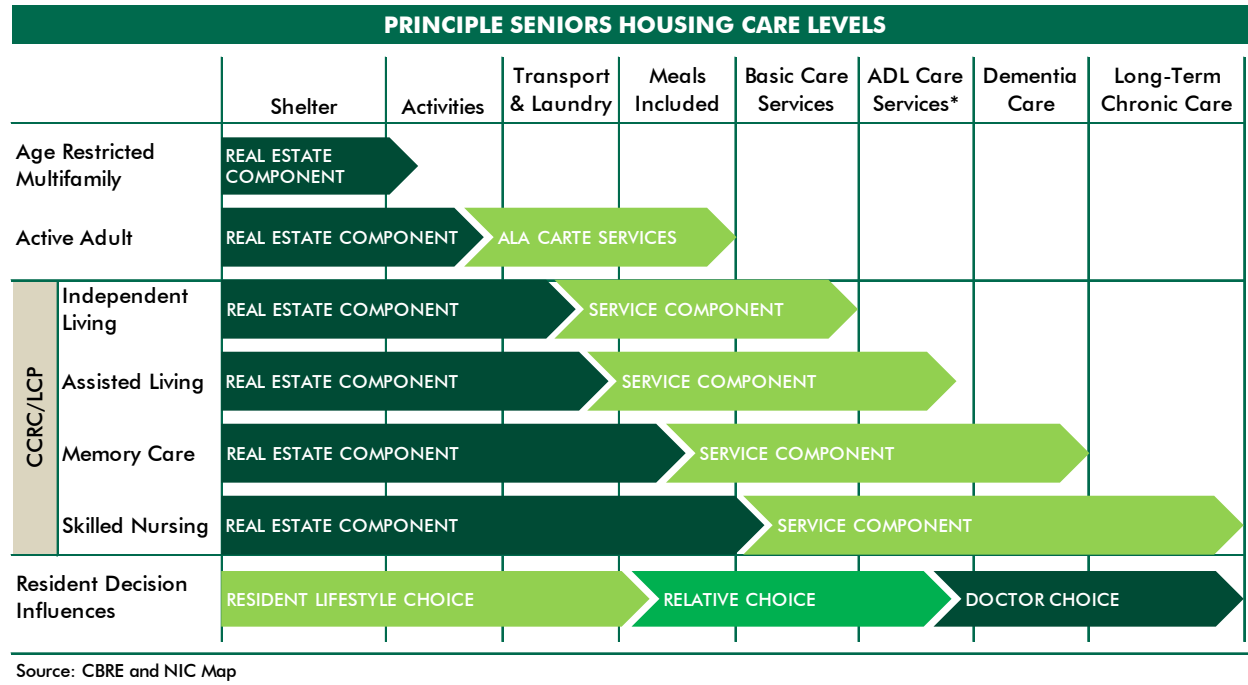 PRINCIPLE SENIORS HOUSING CARE LEVELS
Shelter
Activities
Transport
& Laundry
Meals
Included
Basic Care
Services
ADL Care
Services*
Dementia
Care
Long-Term
Chronic Care
Age Restricted
Multifamily
REAL ESTATE
COMPONENT
Active Adult
REAL ESTATE COMPONENT
ALA CARTE SERVICES
CCRC/LCP
Independent
Living
REAL ESTATE COMPONENT
SERVICE COMPONENT
Assisted Living
REAL ESTATE COMPONENT
SERVICE COMPONENT
Memory Care
REAL ESTATE COMPONENT
SERVICE COMPONENT
Skilled Nursing
REAL ESTATE COMPONENT
SERVICE COMPONENT
Resident Decision
Influences
RESIDENT LIFESTYLE CHOICE
RELATIVE CHOICE
DOCTOR CHOICE
Source: CBRE and NIC Map